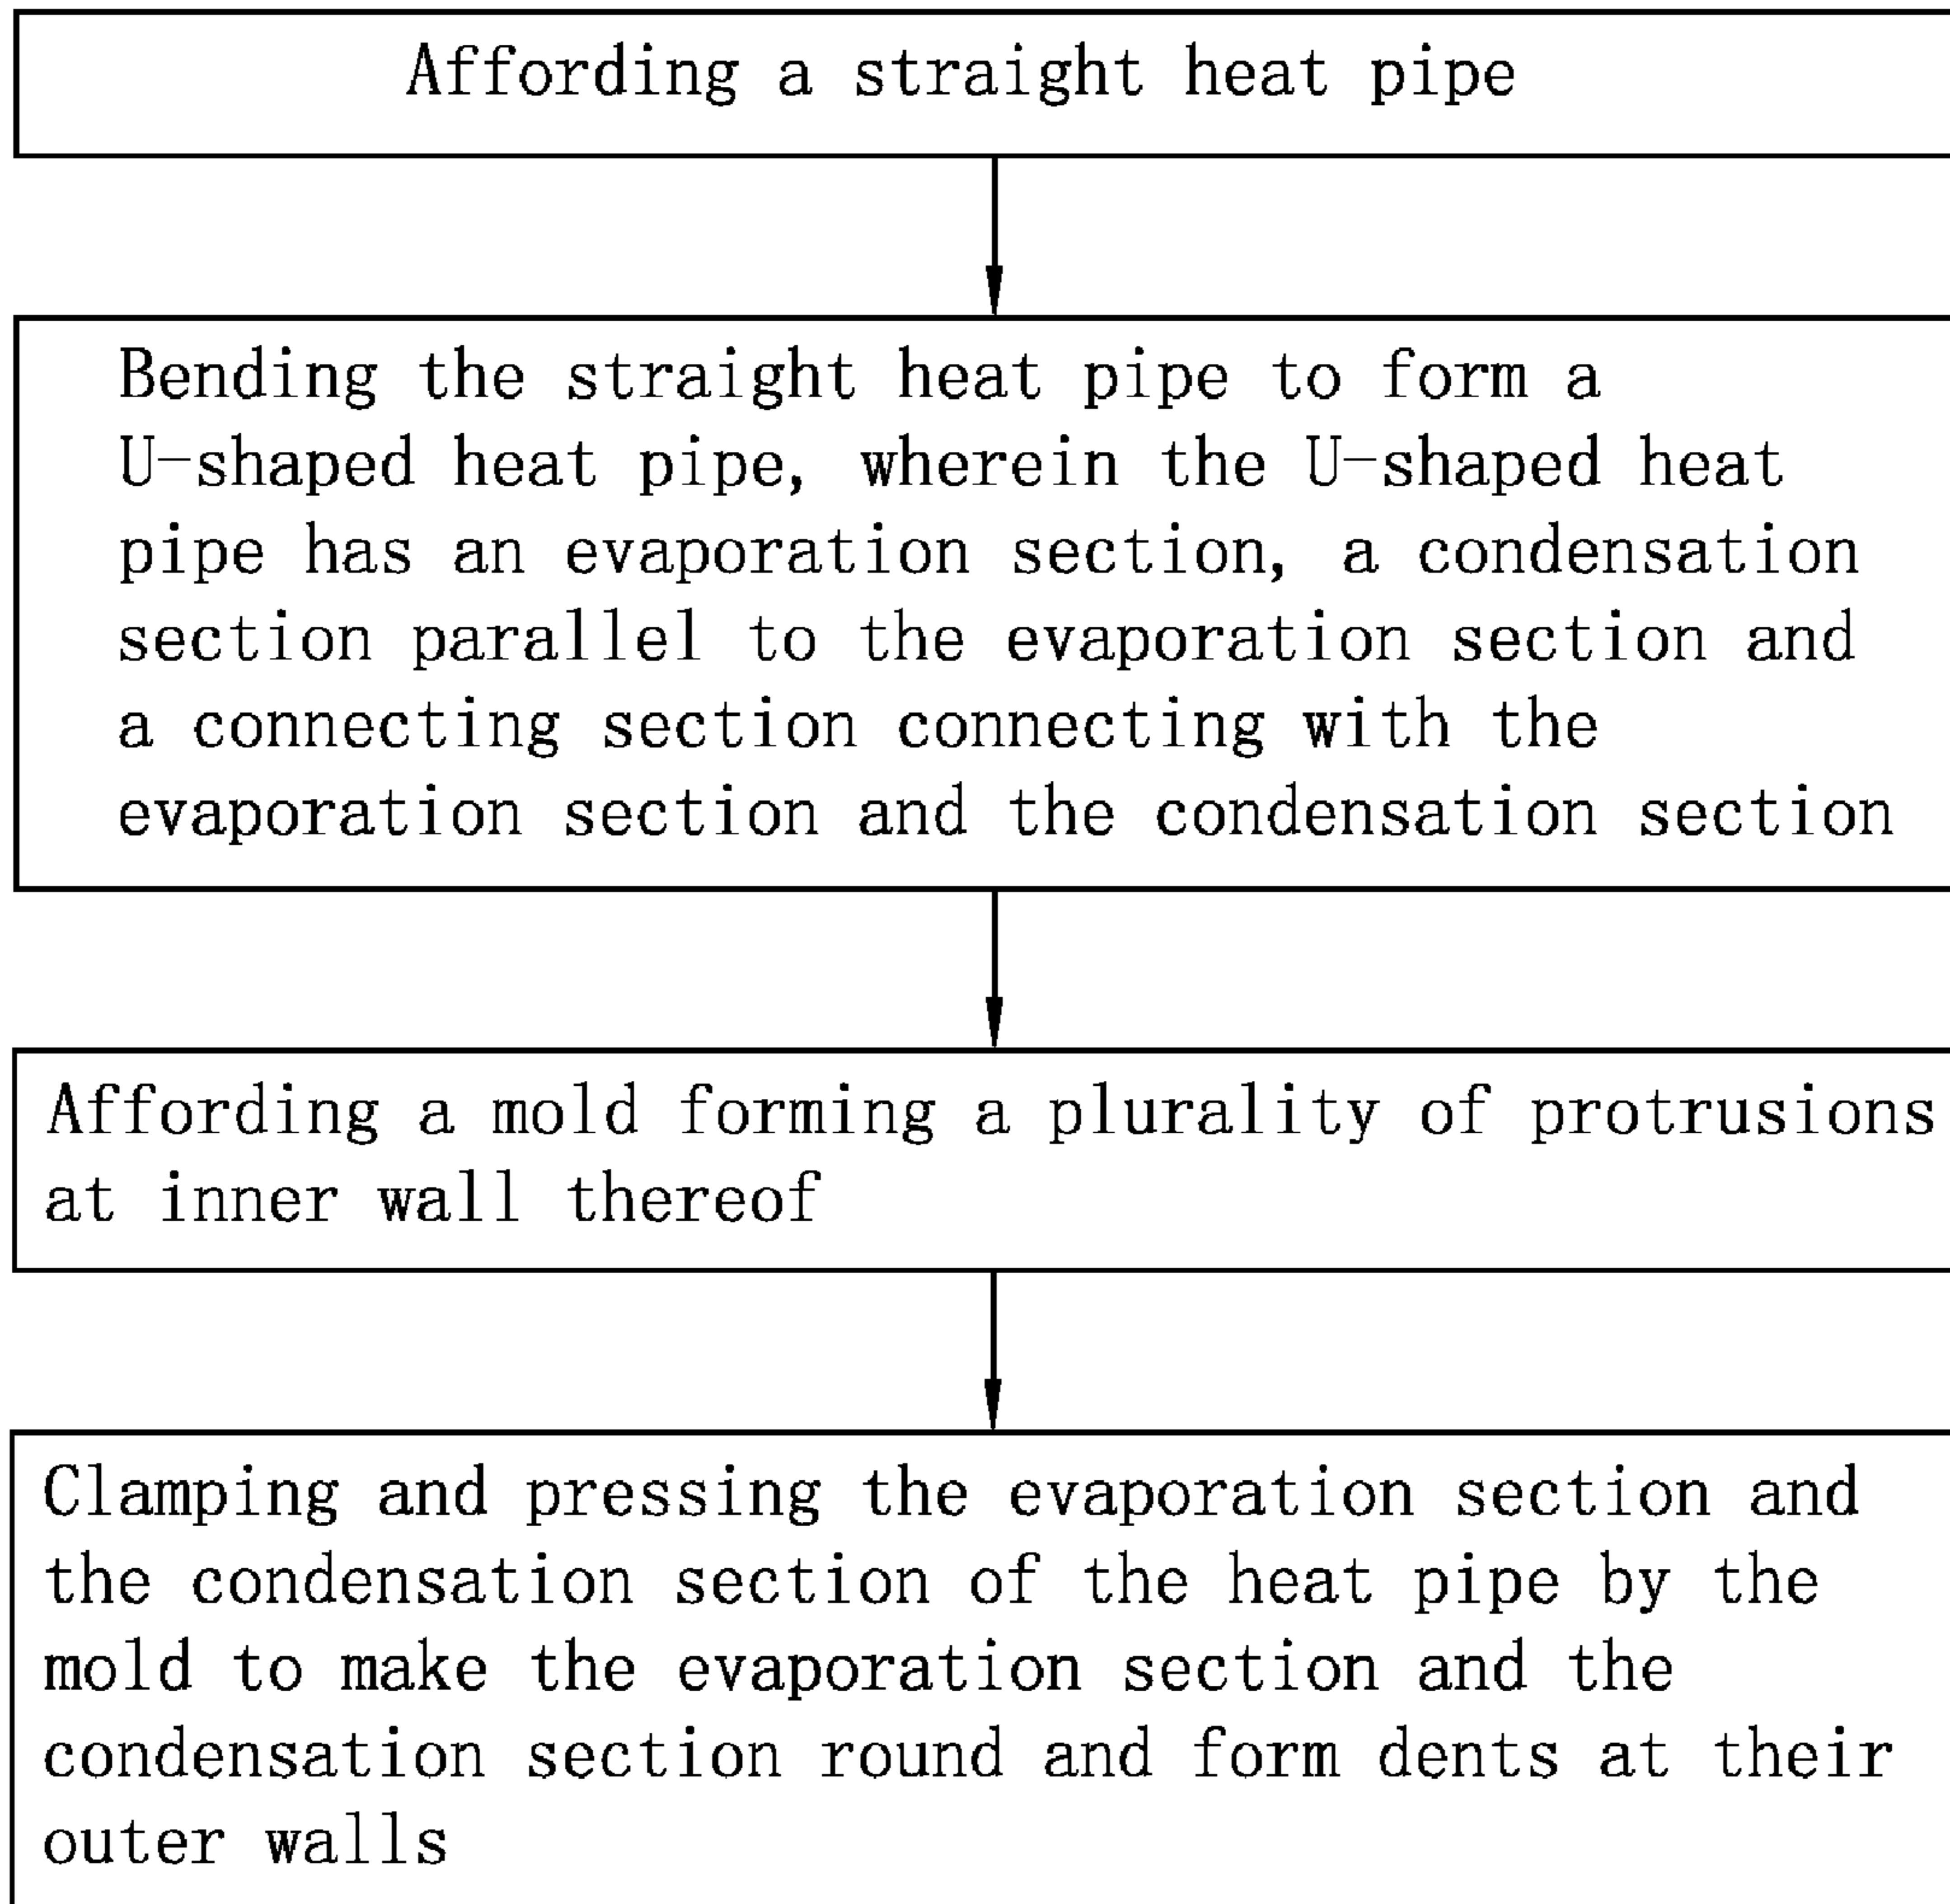 Affording a straight heat pipe
Bending the straight heat pipe to form a
U-shaped heat pipe, wherein the U-shaped heat
pipe has an evaporation section, a condensation
section parallel to the evaporation section and
a connecting section connecting with the
evaporation section and the condensation section
Affording a mold forming a plurality of protrusions
at inner wall thereof
Clamping and pressing the evaporation section and
the condensation section of the heat pipe by the
mold to make the evaporation section and the
condensation section round and form dents at their
outer walls